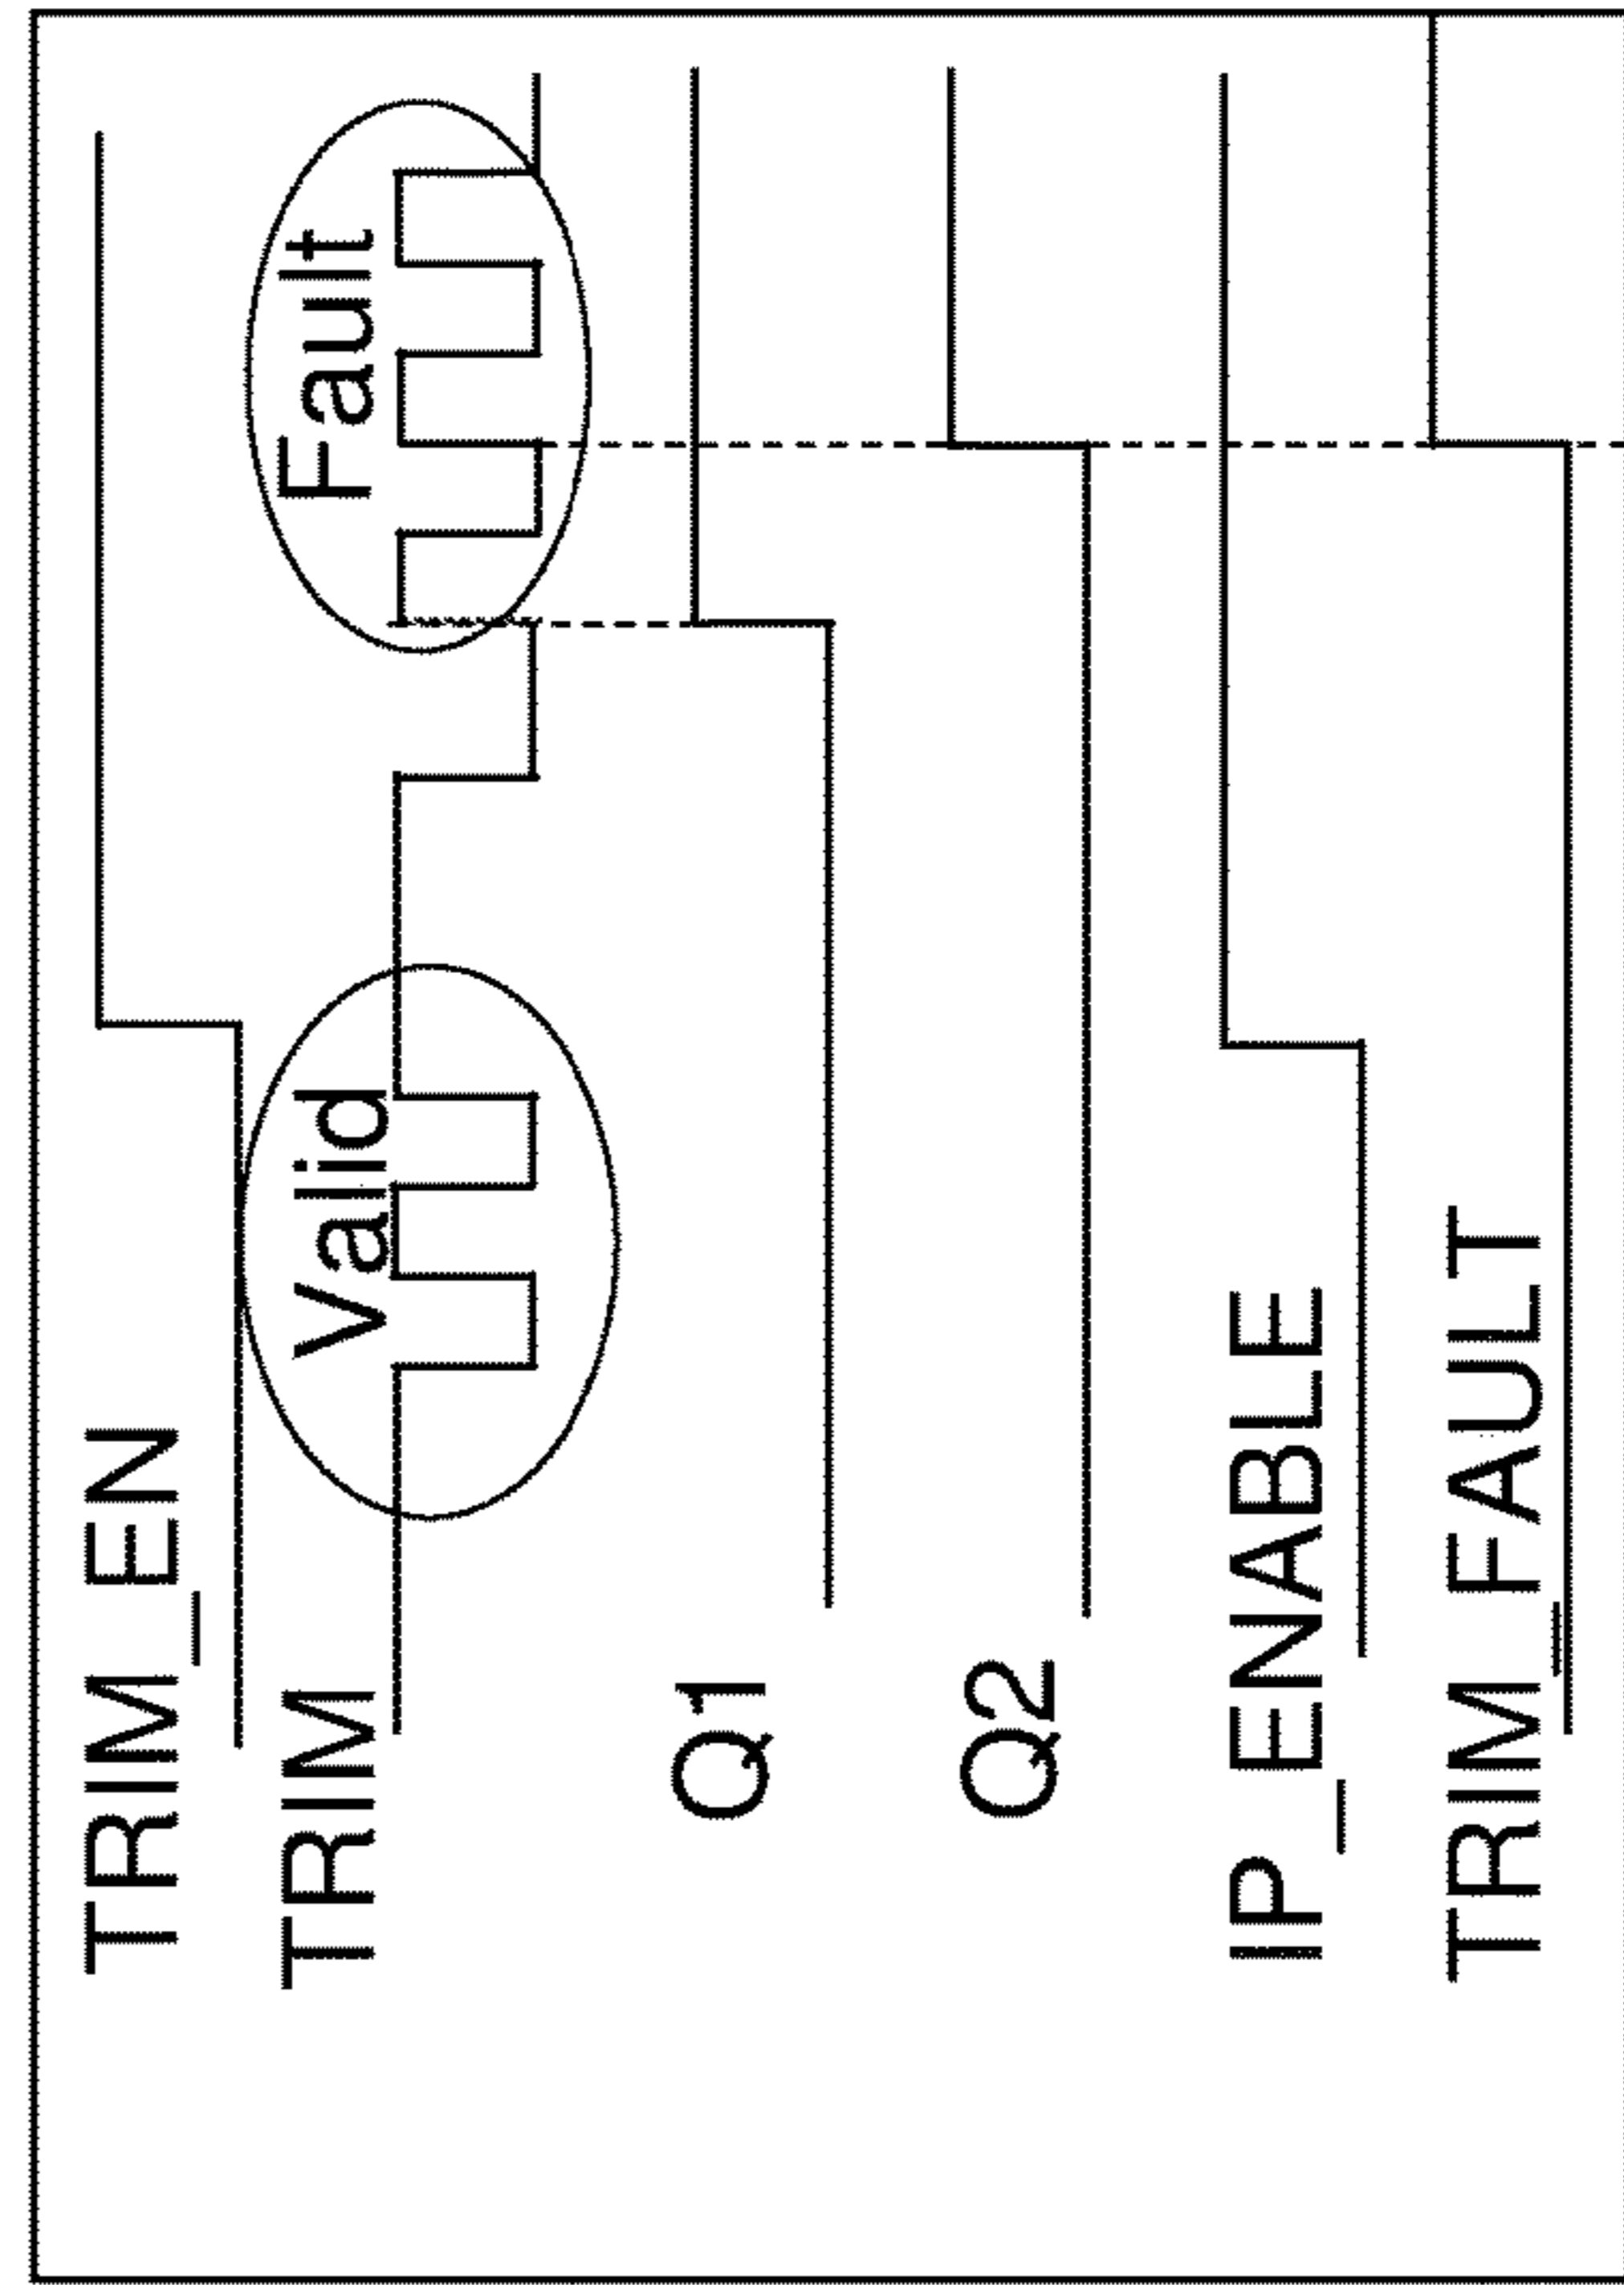 TRIM_EN
TRIM
Valid
Fault
Q1
Q2
IP_ENABLE
TRIM_FAULT